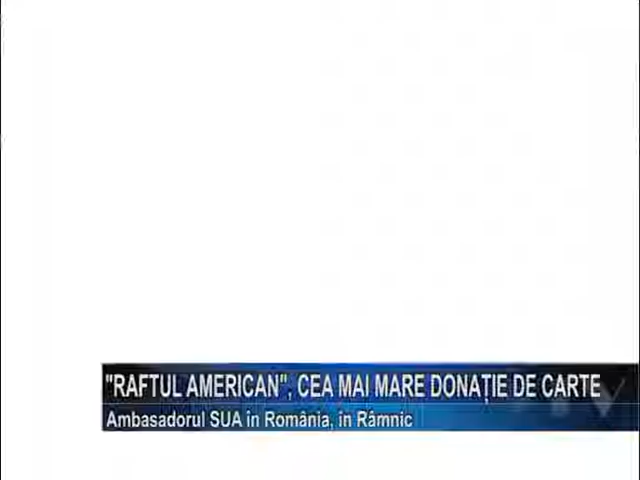 "RAFTUL AMERICAN", CEA MAI MARE DONAȚIE DE CARTE
Ambasadorul SUA în România, în Râmnic